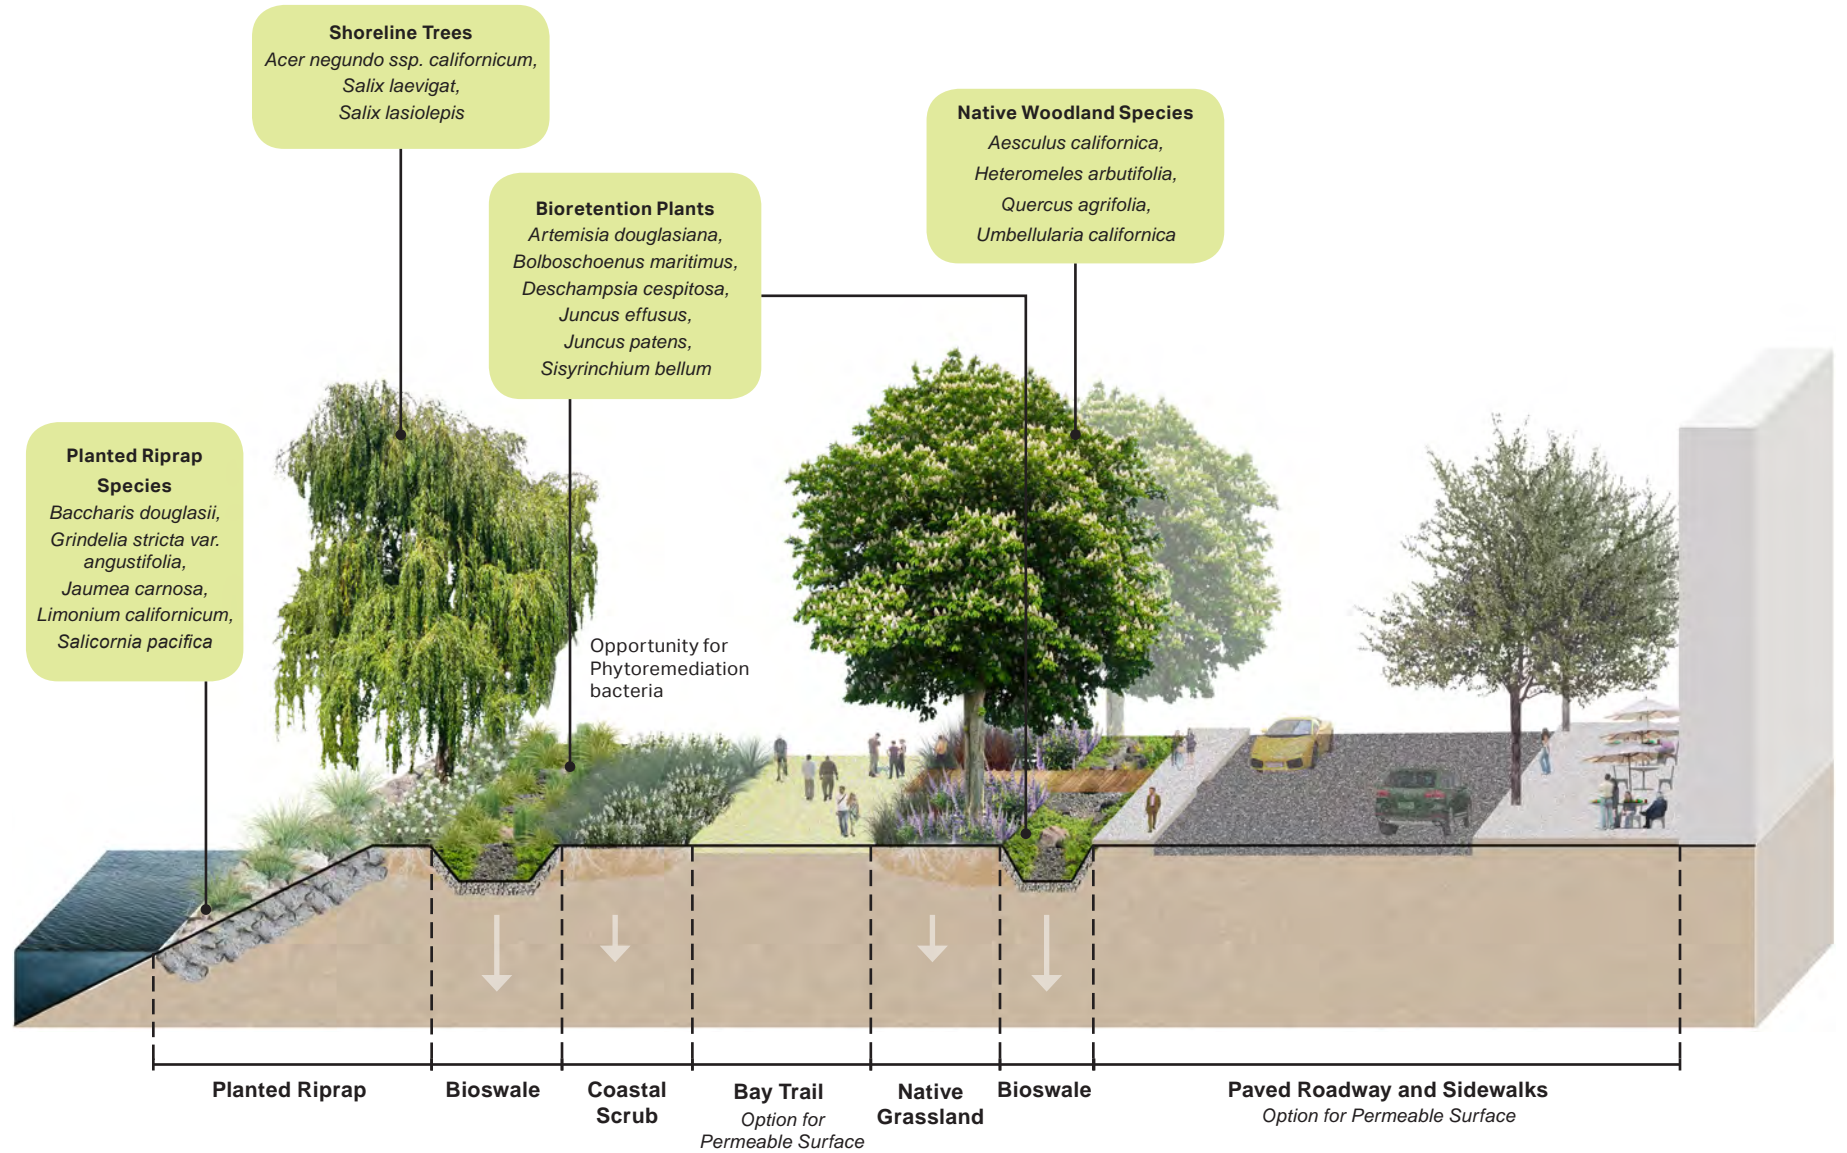 Shoreline Trees
Acer negundo ssp. californicum,
Salix laevigat,
Salix lasiolepis
Native Woodland Species
Aesculus californica,
Heteromeles arbutifolia,
Quercus agrifolia,
Umbellularia californica
Bioretention Plants
Artemisia douglasiana,
Bolboschoenus maritimus,
Deschampsia cespitosa,
Juncus effusus,
Juncus patens,
Sisyrinchium bellum
Planted Riprap
Species
Baccharis douglasii,
Grindelia stricta var.
angustifolia,
Jaumea carnosa,
Limonium californicum,
Salicornia pacifica
Opportunity for
Phytoremediation
bacteria
Planted Riprap
Bioswale
Coastal
Scrub
Bay Trail
Option for
Permeable Surface
Native
Grassland
Bioswale
Paved Roadway and Sidewalks
Option for Permeable Surface